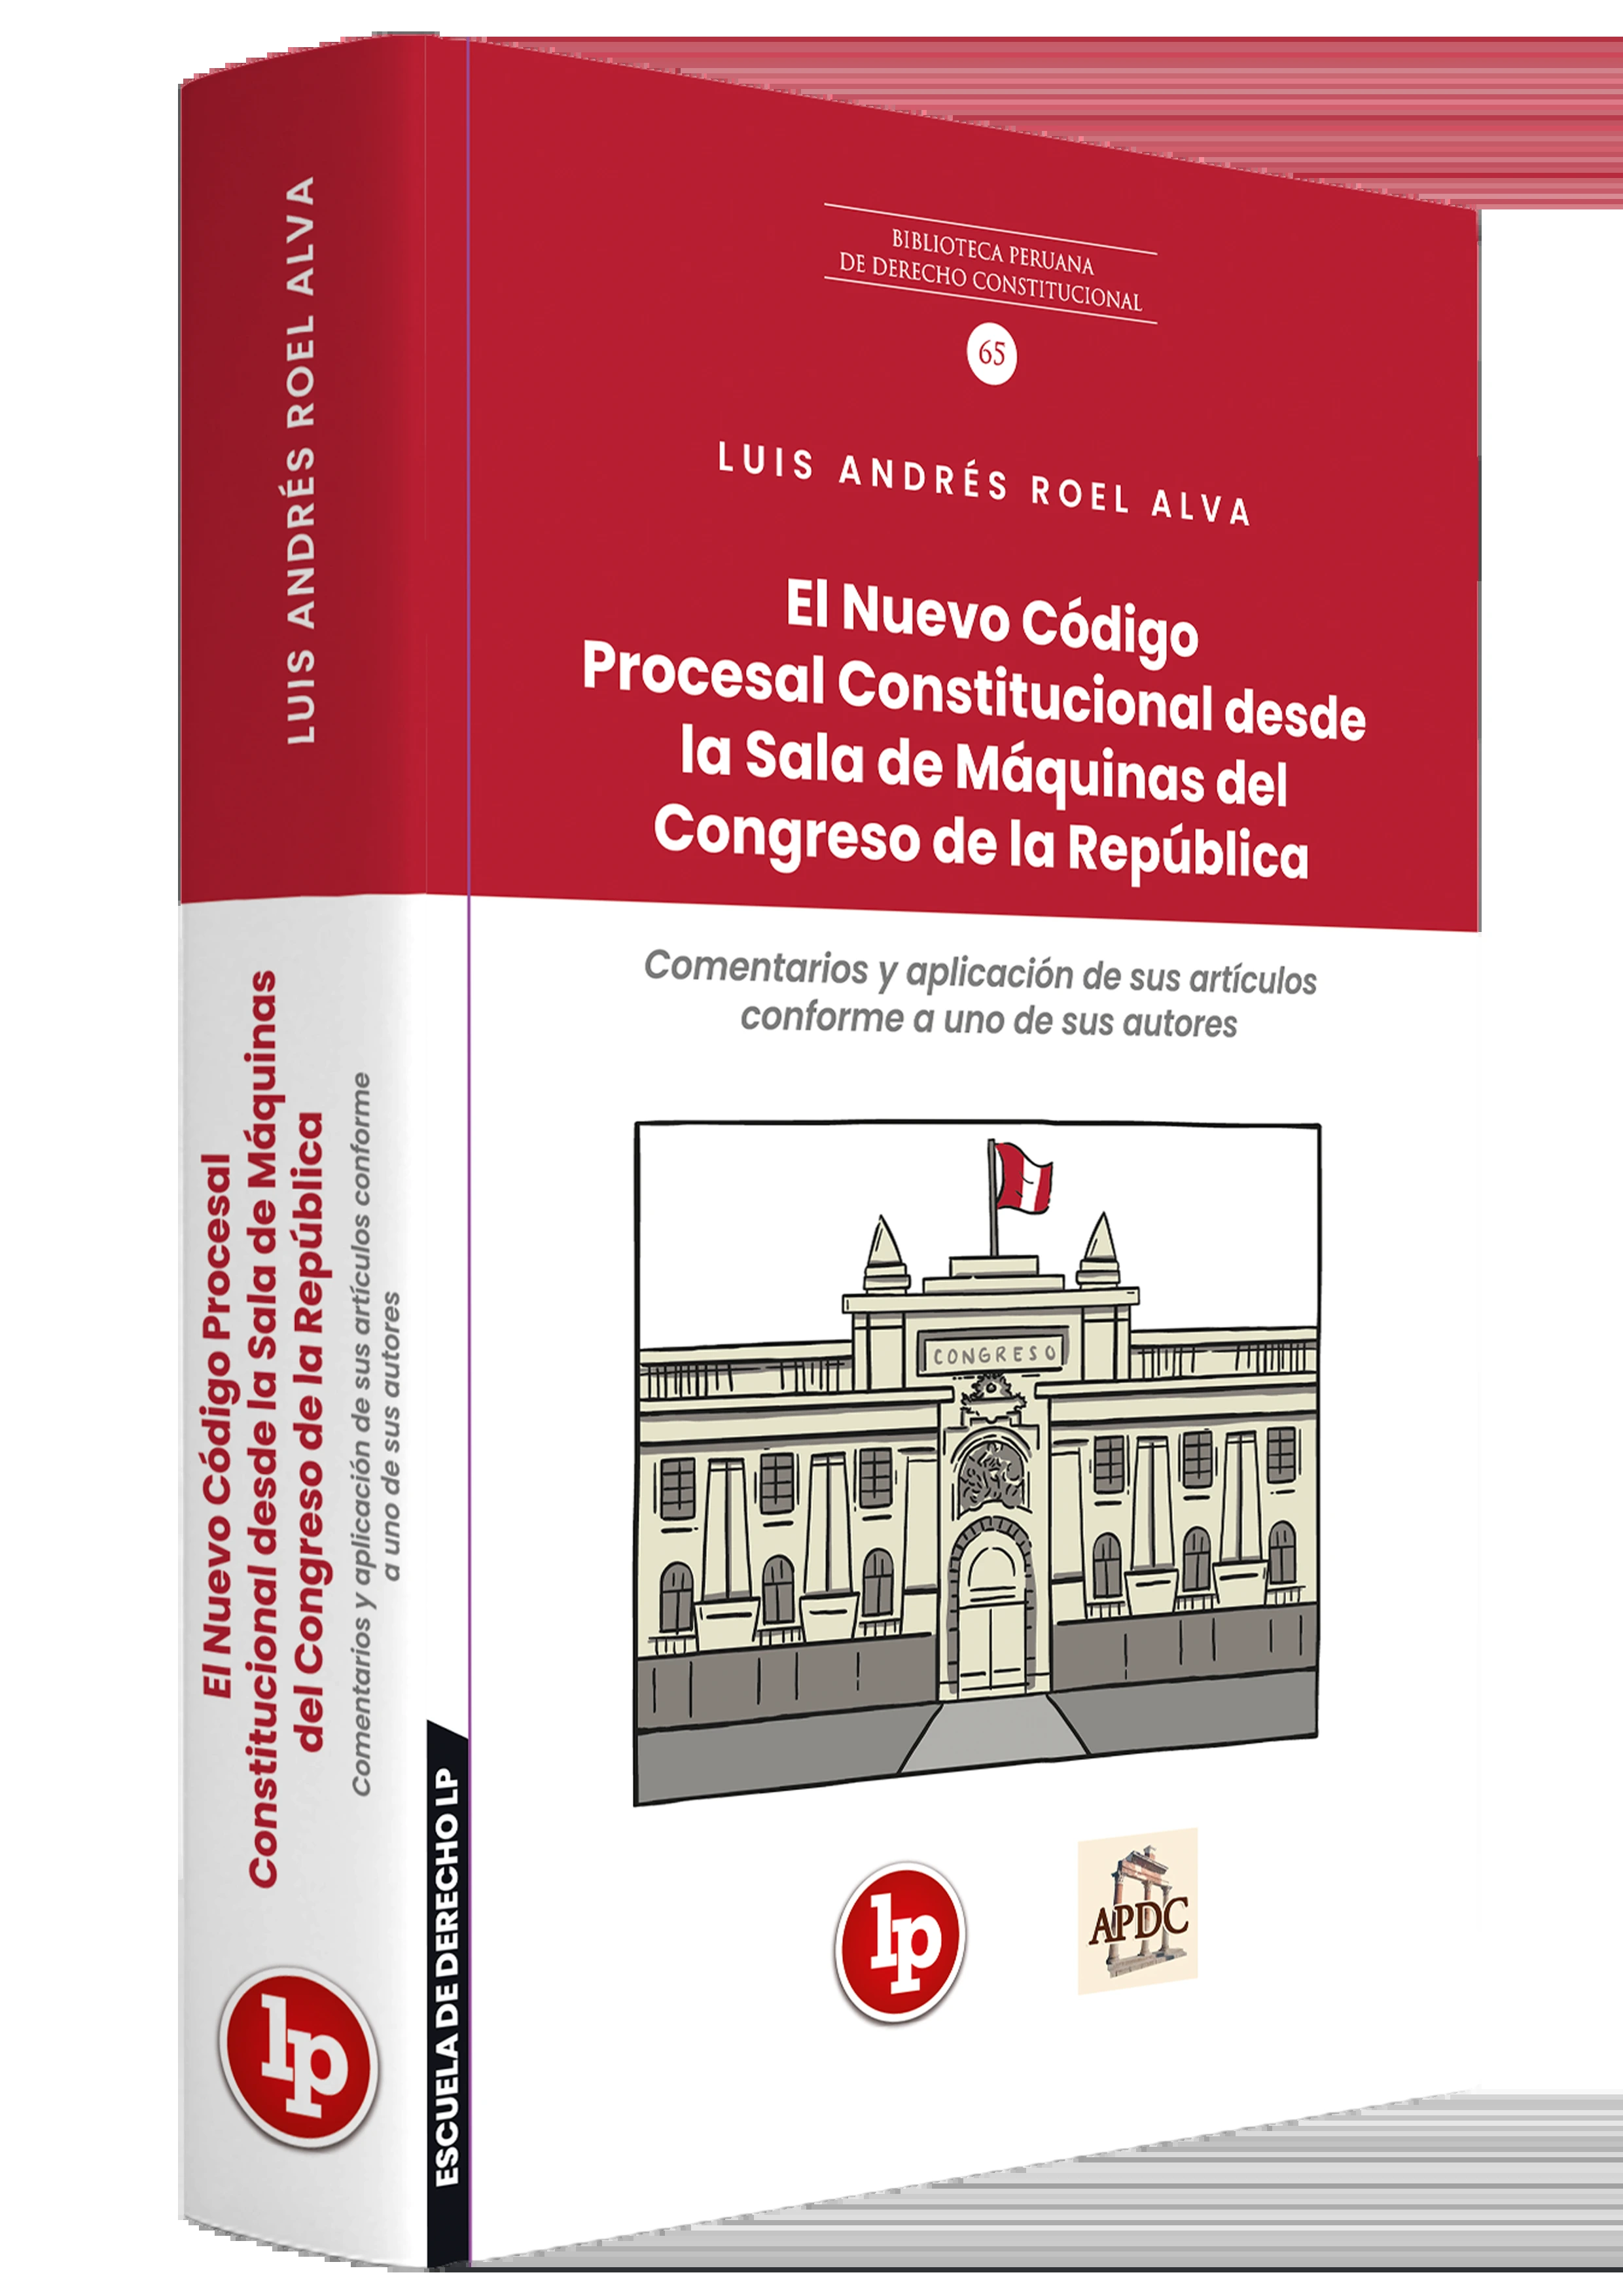 LUIS ANDRÉS ROEL ALVA
El Nuevo Código Procesal
Constitucional desde la Sala de Máquinas
del Congreso de la República
Comentarios y aplicación de sus artículos conforme
a uno de sus autores
lp
ESCUELA DE DERECHO LP
BIBLIOTECA PERUANA
DE DERECHO CONSTITUCIONAL
65
LUIS ANDRÉS ROEL ALVA
El Nuevo Código
Procesal Constitucional desde
la Sala de Máquinas del
Congreso de la República
Comentarios y aplicación de sus artículos
conforme a uno de sus autores
CONGRESO
lp
APDC